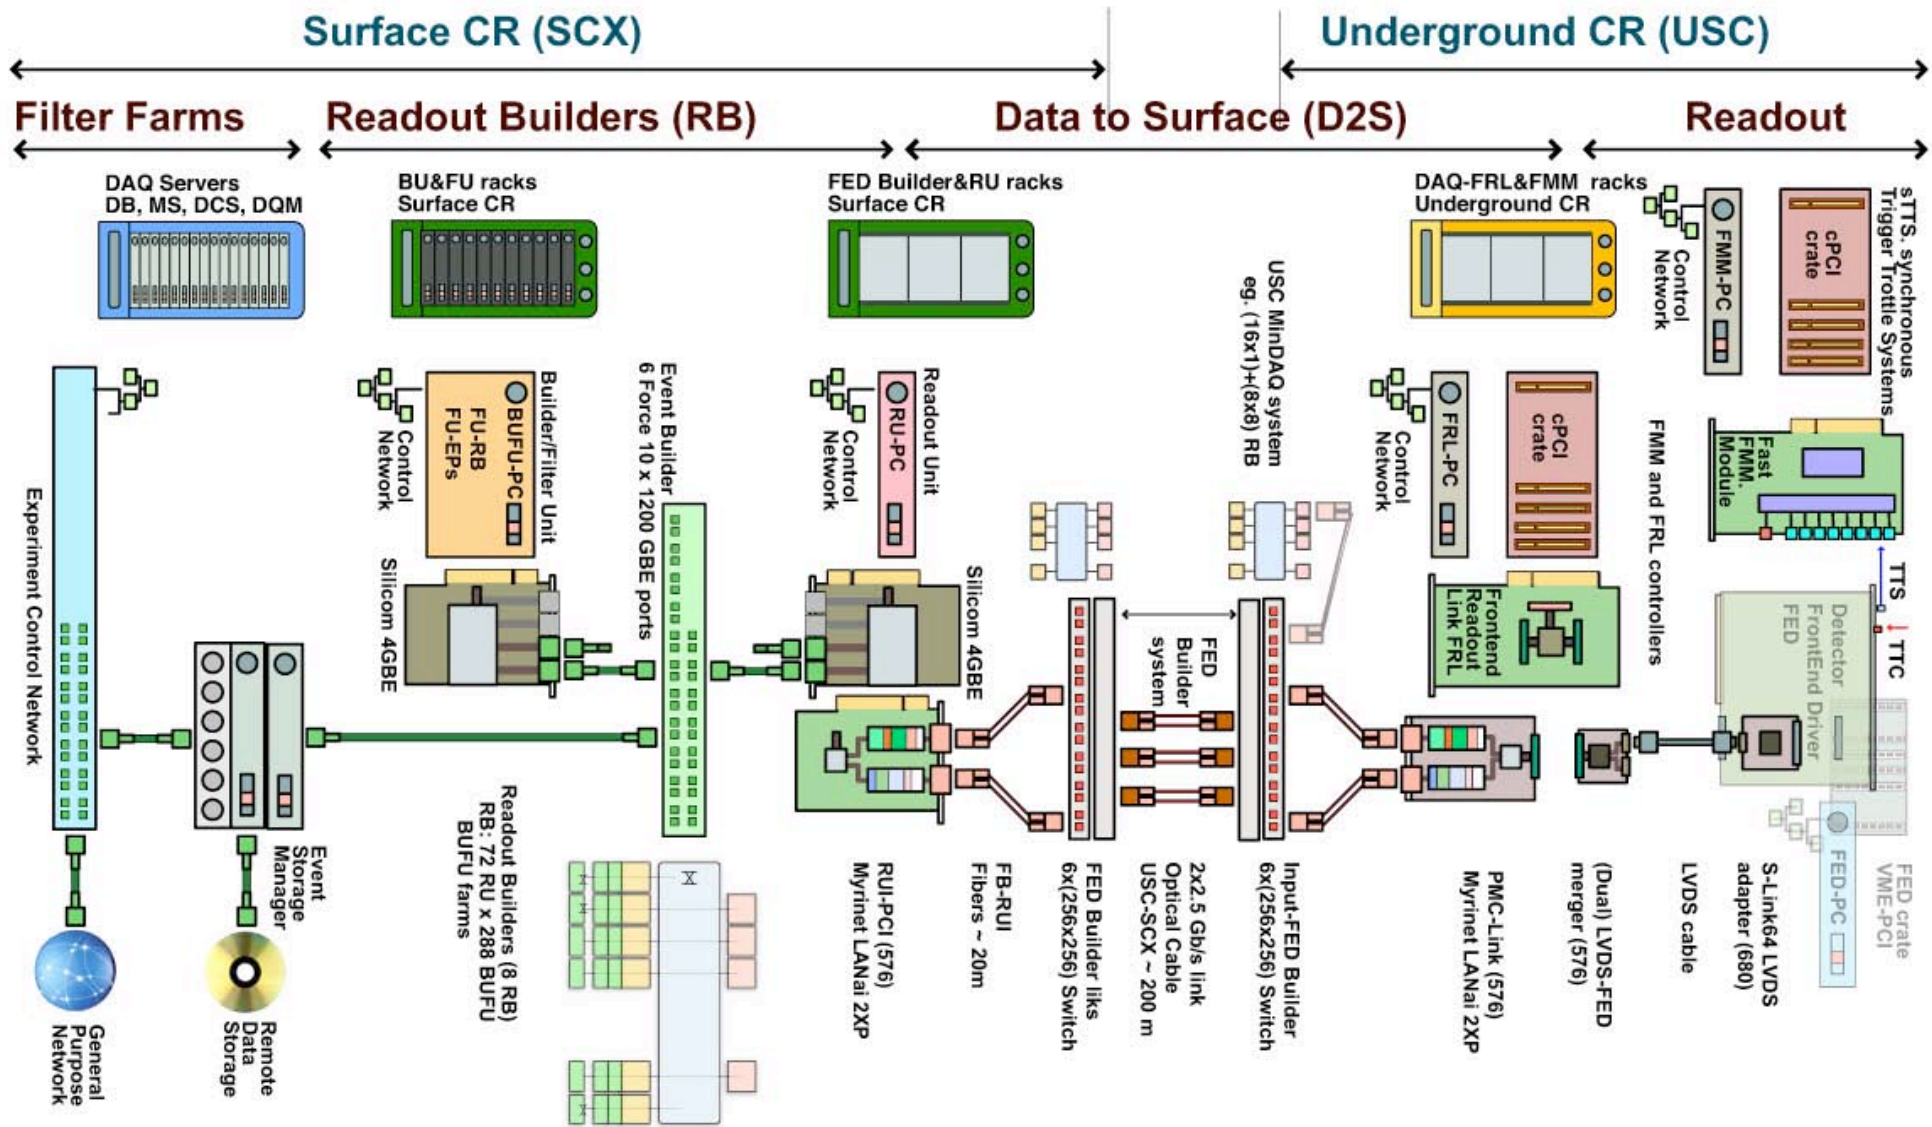 Surface CR (SCX)
Underground CR (USC)
Filter Farms
Readout Builders (RB)
Data to Surface (D2S)
Readout
DAQ Servers
DB, MS, DCS, DQM
BU&FU racks
Surface CR
FED Builder&RU racks
Surface CR
DAQ-FRL&FMM racks
Underground CR
Control
Network
FMM-PC
cPCI
crate
sTTS. synchronous
Trigger Trottle Systems
Experiment Control Network
Control
Network
BUFU-PC
FU-RB
FU-EPs
Builder/Filter Unit
Silicom 4GBE
Event Builder
6 Force 10 x 1200 GBE ports
Control
Network
RU-PC
Readout Unit
Silicom 4GBE
USC MinDAQ system
eg. (16x1)+(8x8) RB
FED
Builder
system
Control
Network
FRL-PC
cPCI
crate
Frontend
Readout
Link FRL
FMM and FRL controllers
Fast
FMM.
Module
TTS
TTC
Detector
FrontEnd Driver
FED
General
Purpose
Network
Event
Storage
Manager
Remote
Data
Storage
Readout Builders (8 RB)
RB: 72 RU x 288 BUFU
BUFU farms
RUI-PCI (576)
Myrinet LANai 2XP
FB-RUI
Fibers ~ 20m
FED Builder liks
6x(256x256) Switch
2x2.5 Gb/s link
Optical Cable
USC-SCX ~ 200 m
Input-FED Builder
6x(256x256) Switch
PMC-Link (576)
Myrinet LANai 2XP
(Dual) LVDS-FED
merger (576)
LVDS cable
S-Link64 LVDS
adapter (680)
FED-PC
FED crate
VME-PCI